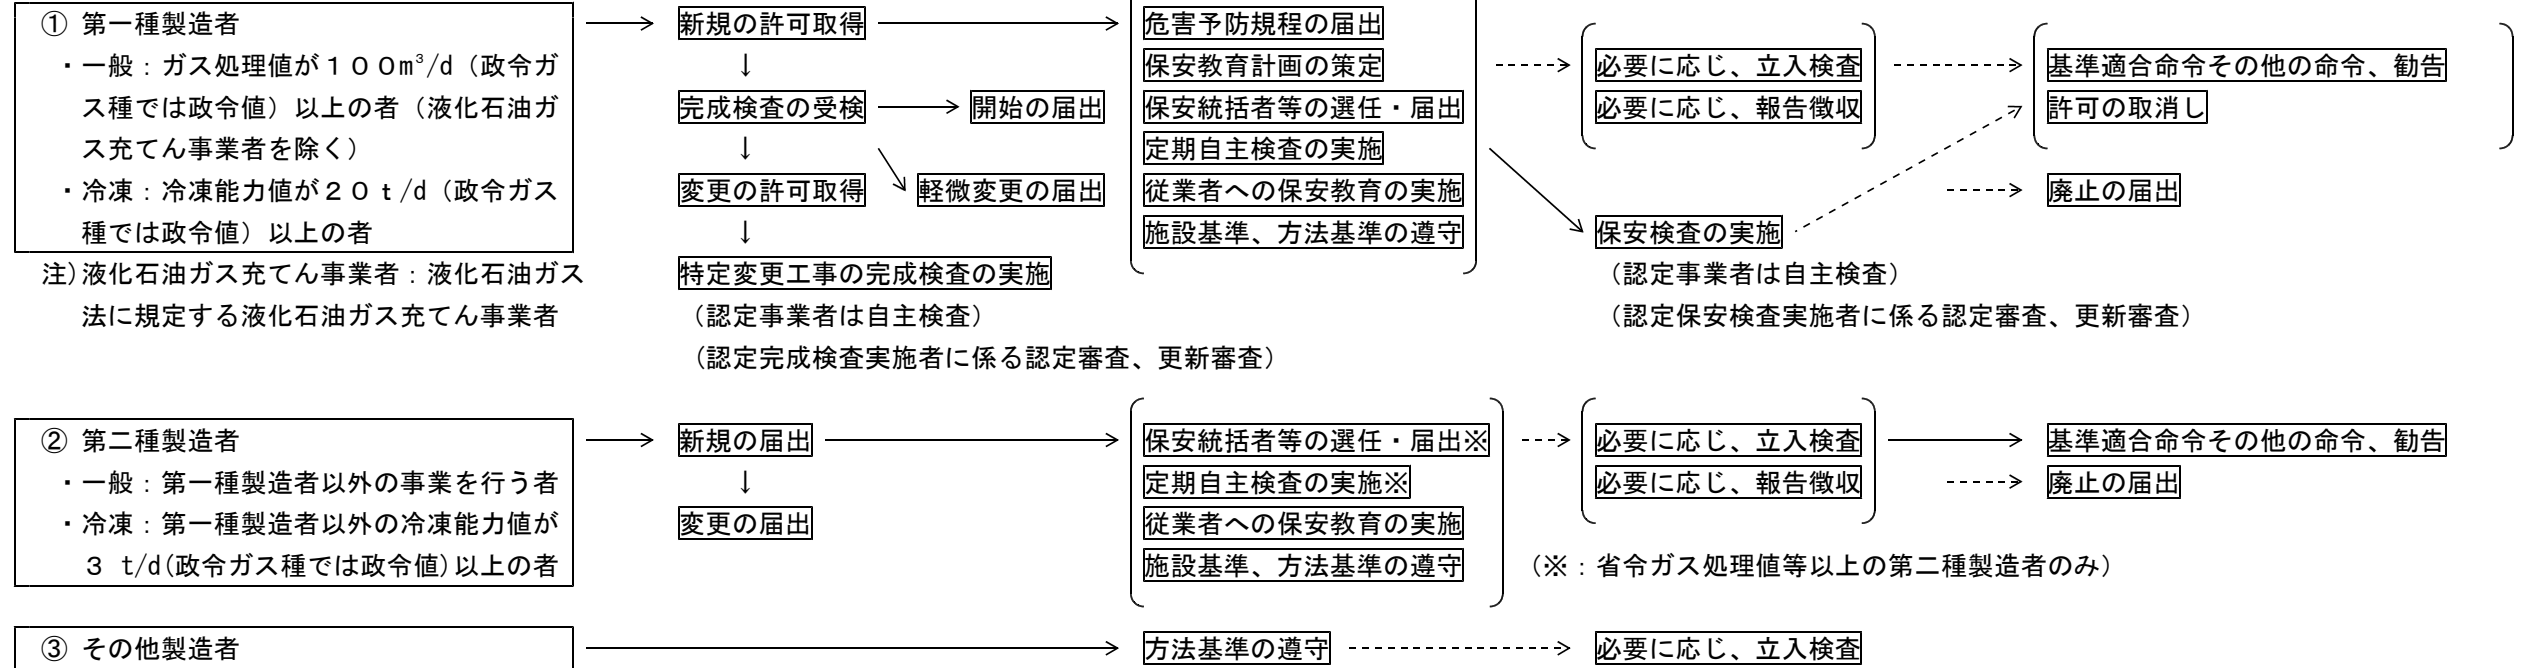 ① 第一種製造者
新規の許可取得
危害予防規程の届出
・一般：ガス処理値が１００m³/d（政令ガ
↓
保安教育計画の策定
必要に応じ、立入検査
基準適合命令その他の命令、勧告
ス種では政令値）以上の者（液化石油ガ
完成検査の受検
開始の届出
保安統括者等の選任・届出
必要に応じ、報告徴収
許可の取消し
ス充てん事業者を除く）
↓
定期自主検査の実施
・冷凍：冷凍能力値が２０ｔ/d（政令ガス
変更の許可取得
軽微変更の届出
従業者への保安教育の実施
廃止の届出
種では政令値）以上の者
↓
施設基準、方法基準の遵守
保安検査の実施
注)液化石油ガス充てん事業者：液化石油ガス
特定変更工事の完成検査の実施
（認定事業者は自主検査）
法に規定する液化石油ガス充てん事業者
（認定事業者は自主検査）
（認定保安検査実施者に係る認定審査、更新審査）
（認定完成検査実施者に係る認定審査、更新審査）
② 第二種製造者
新規の届出
保安統括者等の選任・届出※
必要に応じ、立入検査
基準適合命令その他の命令、勧告
・一般：第一種製造者以外の事業を行う者
↓
定期自主検査の実施※
必要に応じ、報告徴収
廃止の届出
・冷凍：第一種製造者以外の冷凍能力値が
変更の届出
従業者への保安教育の実施
３ t/d(政令ガス種では政令値)以上の者
施設基準、方法基準の遵守
（※：省令ガス処理値等以上の第二種製造者のみ）
③ その他製造者
方法基準の遵守
必要に応じ、立入検査